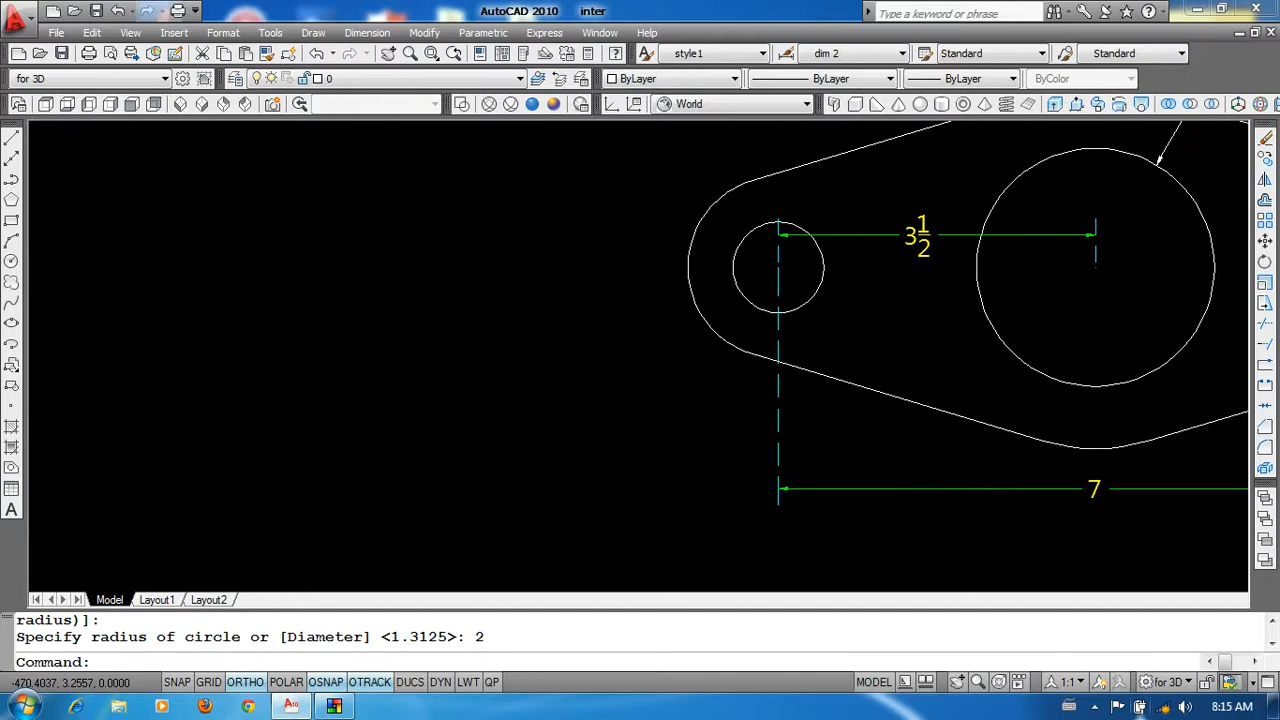 AutoCAD 2010 inter
Type a keyword or phrase
File Edit View Insert Format Tools Draw Dimension Modify Parametric Express Window Help
style1 dim 2 Standard Standard
for 3D 0 ByLayer ByLayer ByLayer ByColor
World
3 1/2
7
Model Layout1 Layout2
radius)]:
Specify radius of circle or [Diameter] <1.3125>: 2
Command:
-470.4037, 3.2557, 0.0000 SNAP GRID ORTHO POLAR OSNAP OTRACK DUCS DYN LWT QP MODEL 1:1 for 3D
8:15 AM